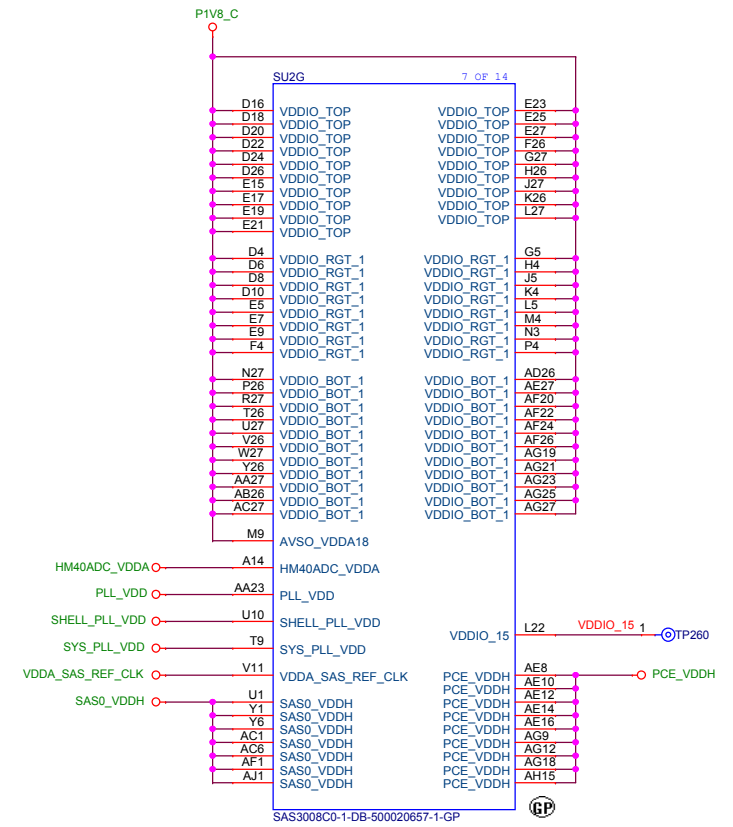 P1V8_C
SU2G 7 OF 14
D16 VDDIO_TOP VDDIO_TOP E23
D18 VDDIO_TOP VDDIO_TOP E25
D20 VDDIO_TOP VDDIO_TOP E27
D22 VDDIO_TOP VDDIO_TOP F26
D24 VDDIO_TOP VDDIO_TOP G27
D26 VDDIO_TOP VDDIO_TOP H26
E15 VDDIO_TOP VDDIO_TOP J27
E17 VDDIO_TOP VDDIO_TOP K26
E19 VDDIO_TOP VDDIO_TOP L27
E21 VDDIO_TOP
D4 VDDIO_RGT_1 VDDIO_RGT_1 G5
D6 VDDIO_RGT_1 VDDIO_RGT_1 H4
D8 VDDIO_RGT_1 VDDIO_RGT_1 J5
D10 VDDIO_RGT_1 VDDIO_RGT_1 K4
E5 VDDIO_RGT_1 VDDIO_RGT_1 L5
E7 VDDIO_RGT_1 VDDIO_RGT_1 M4
E9 VDDIO_RGT_1 VDDIO_RGT_1 N3
F4 VDDIO_RGT_1 VDDIO_RGT_1 P4
N27 VDDIO_BOT_1 VDDIO_BOT_1 AD26
P26 VDDIO_BOT_1 VDDIO_BOT_1 AE27
R27 VDDIO_BOT_1 VDDIO_BOT_1 AF20
T26 VDDIO_BOT_1 VDDIO_BOT_1 AF22
U27 VDDIO_BOT_1 VDDIO_BOT_1 AF24
V26 VDDIO_BOT_1 VDDIO_BOT_1 AF26
W27 VDDIO_BOT_1 VDDIO_BOT_1 AG19
Y26 VDDIO_BOT_1 VDDIO_BOT_1 AG21
AA27 VDDIO_BOT_1 VDDIO_BOT_1 AG23
AB26 VDDIO_BOT_1 VDDIO_BOT_1 AG25
AC27 VDDIO_BOT_1 VDDIO_BOT_1 AG27
M9 AVSO_VDDA18
HM40ADC_VDDA A14 HM40ADC_VDDA
PLL_VDD AA23 PLL_VDD
SHELL_PLL_VDD U10 SHELL_PLL_VDD
VDDIO_15 L22 VDDIO_15 1 TP260
SYS_PLL_VDD T9 SYS_PLL_VDD
VDDA_SAS_REF_CLK V11 VDDA_SAS_REF_CLK PCE_VDDH AE8 PCE_VDDH
PCE_VDDH AE10
SAS0_VDDH U1 SAS0_VDDH PCE_VDDH AE12
Y1 SAS0_VDDH PCE_VDDH AE14
Y6 SAS0_VDDH PCE_VDDH AE16
AC1 SAS0_VDDH PCE_VDDH AG9
AC6 SAS0_VDDH PCE_VDDH AG12
AF1 SAS0_VDDH PCE_VDDH AG18
AJ1 SAS0_VDDH PCE_VDDH AH15
GP
SAS3008C0-1-DB-500020657-1-GP